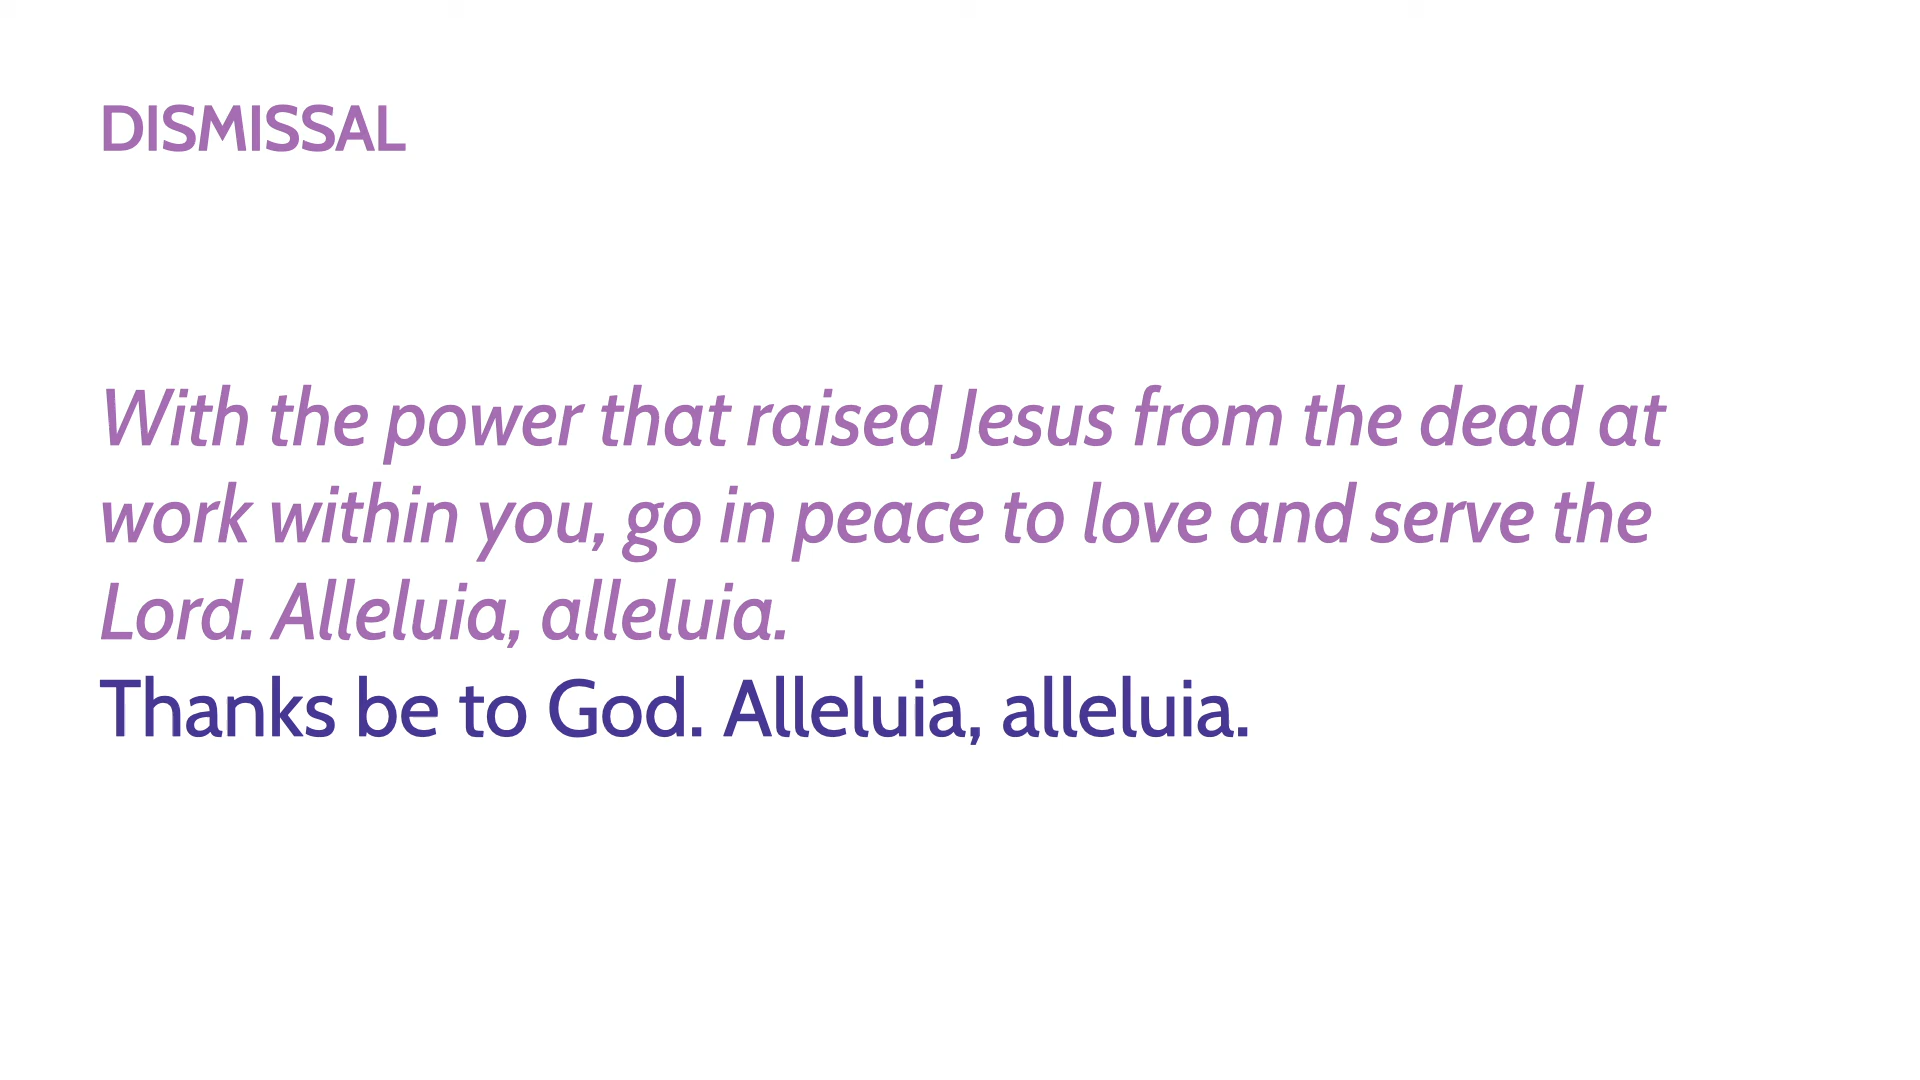 DISMISSAL
With the power that raised Jesus from the dead at
work within you, go in peace to love and serve the
Lord. Alleluia, alleluia.
Thanks be to God. Alleluia, alleluia.